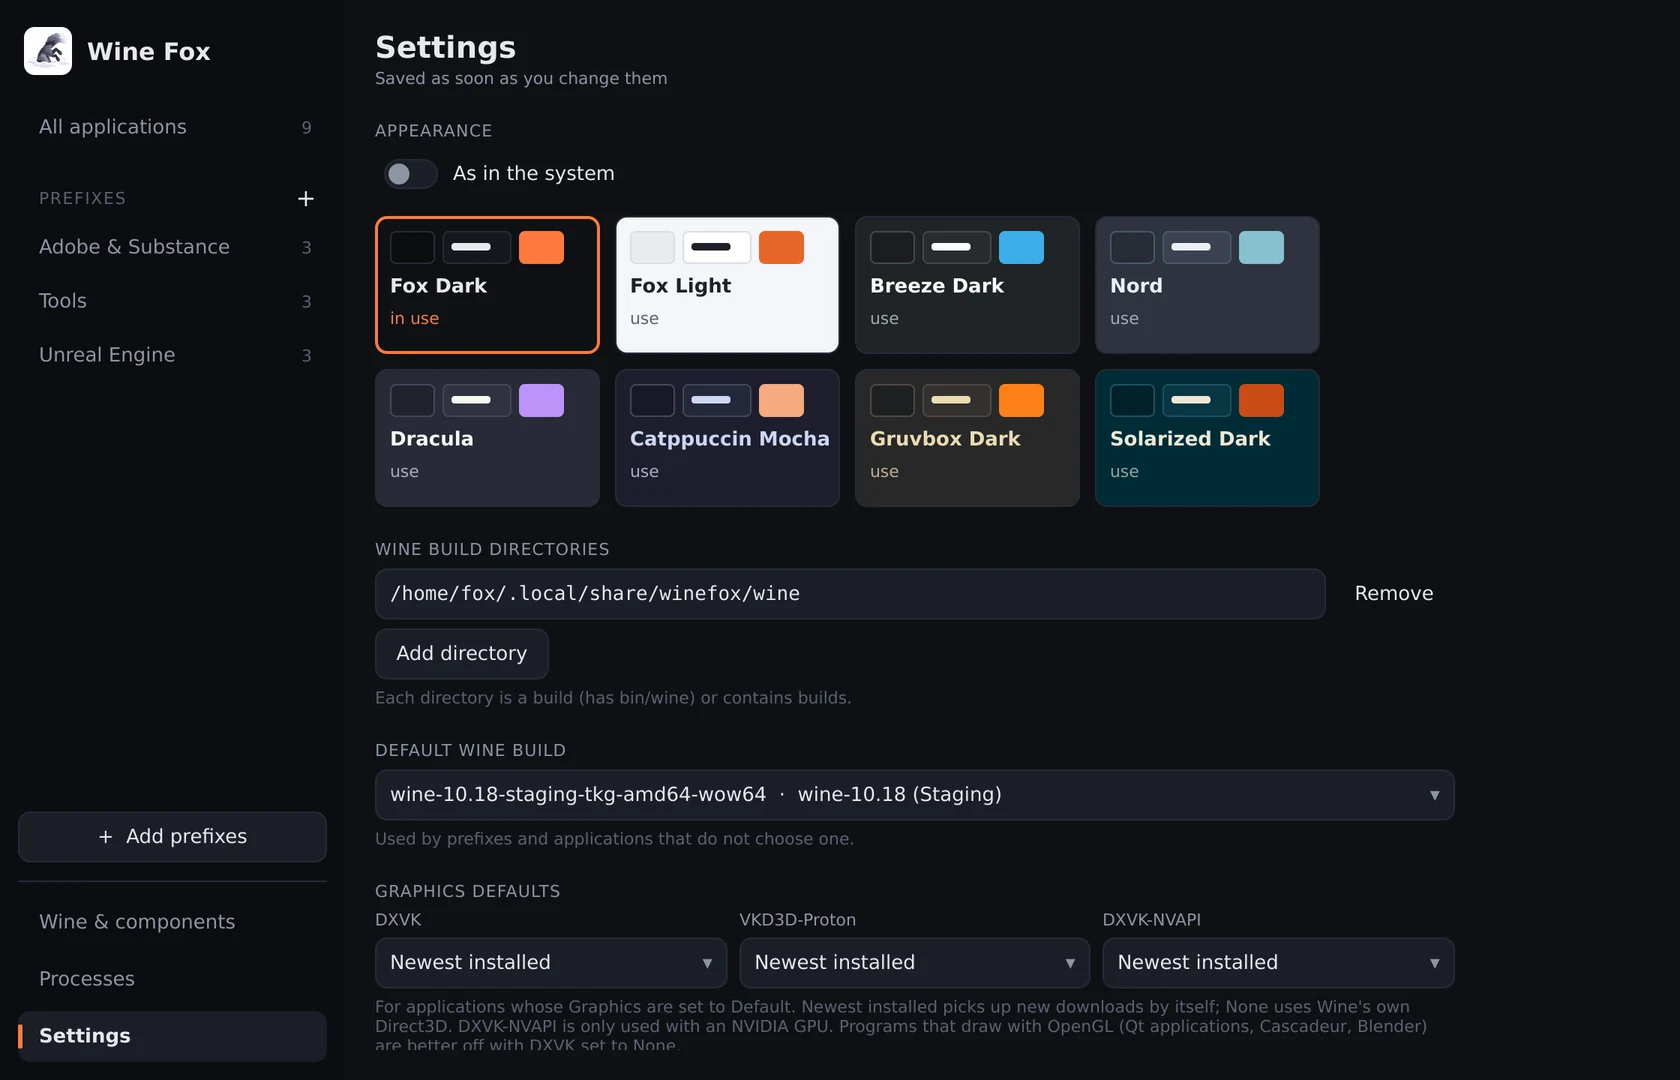 Wine Fox
All applications 9
PREFIXES +
Adobe & Substance 3
Tools 3
Unreal Engine 3
+ Add prefixes
Wine & components
Processes
Settings
Settings
Saved as soon as you change them
APPEARANCE
As in the system
Fox Dark
in use
Fox Light
use
Breeze Dark
use
Nord
use
Dracula
use
Catppuccin Mocha
use
Gruvbox Dark
use
Solarized Dark
use
WINE BUILD DIRECTORIES
/home/fox/.local/share/winefox/wine Remove
Add directory
Each directory is a build (has bin/wine) or contains builds.
DEFAULT WINE BUILD
wine-10.18-staging-tkg-amd64-wow64 · wine-10.18 (Staging)
Used by prefixes and applications that do not choose one.
GRAPHICS DEFAULTS
DXVK VKD3D-Proton DXVK-NVAPI
Newest installed Newest installed Newest installed
For applications whose Graphics are set to Default. Newest installed picks up new downloads by itself; None uses Wine's own
Direct3D. DXVK-NVAPI is only used with an NVIDIA GPU. Programs that draw with OpenGL (Qt applications, Cascadeur, Blender)
are better off with DXVK set to None.